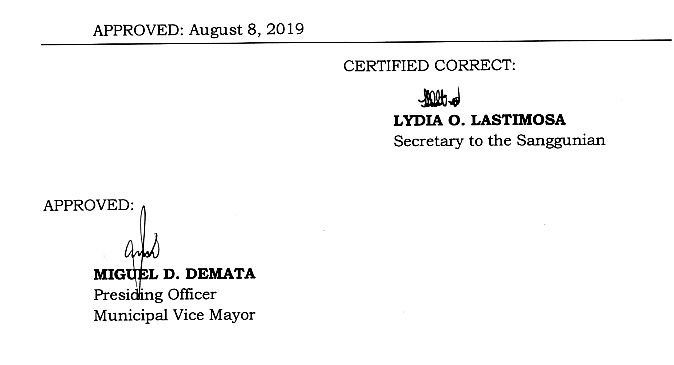 APPROVED: August 8, 2019
CERTIFIED CORRECT:
LYDIA O. LASTIMOSA
Secretary to the Sanggunian
APPROVED:
MIGUEL D. DEMATA
Presiding Officer
Municipal Vice Mayor